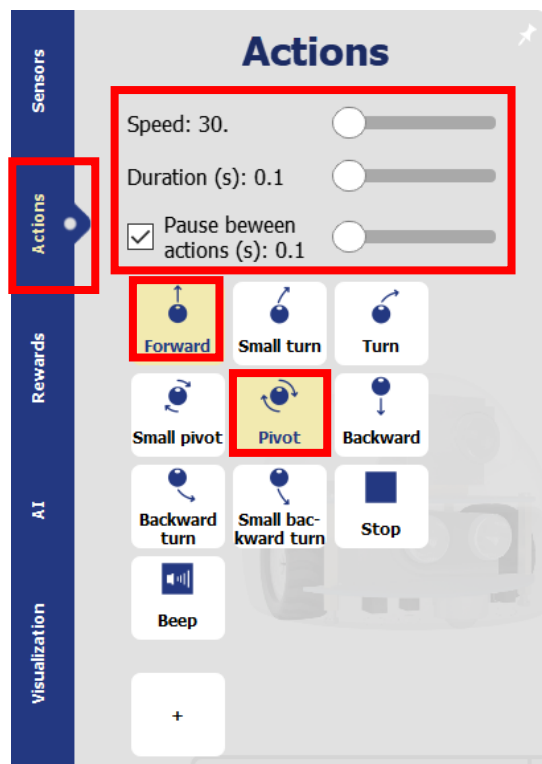 Sensors
Actions
Rewards
AI
Visualization
Actions
Speed: 30.
Duration (s): 0.1
Pause beween
actions (s): 0.1
Forward
Small turn
Turn
Small pivot
Pivot
Backward
Backward
turn
Small bac-
kward turn
Stop
Beep
+